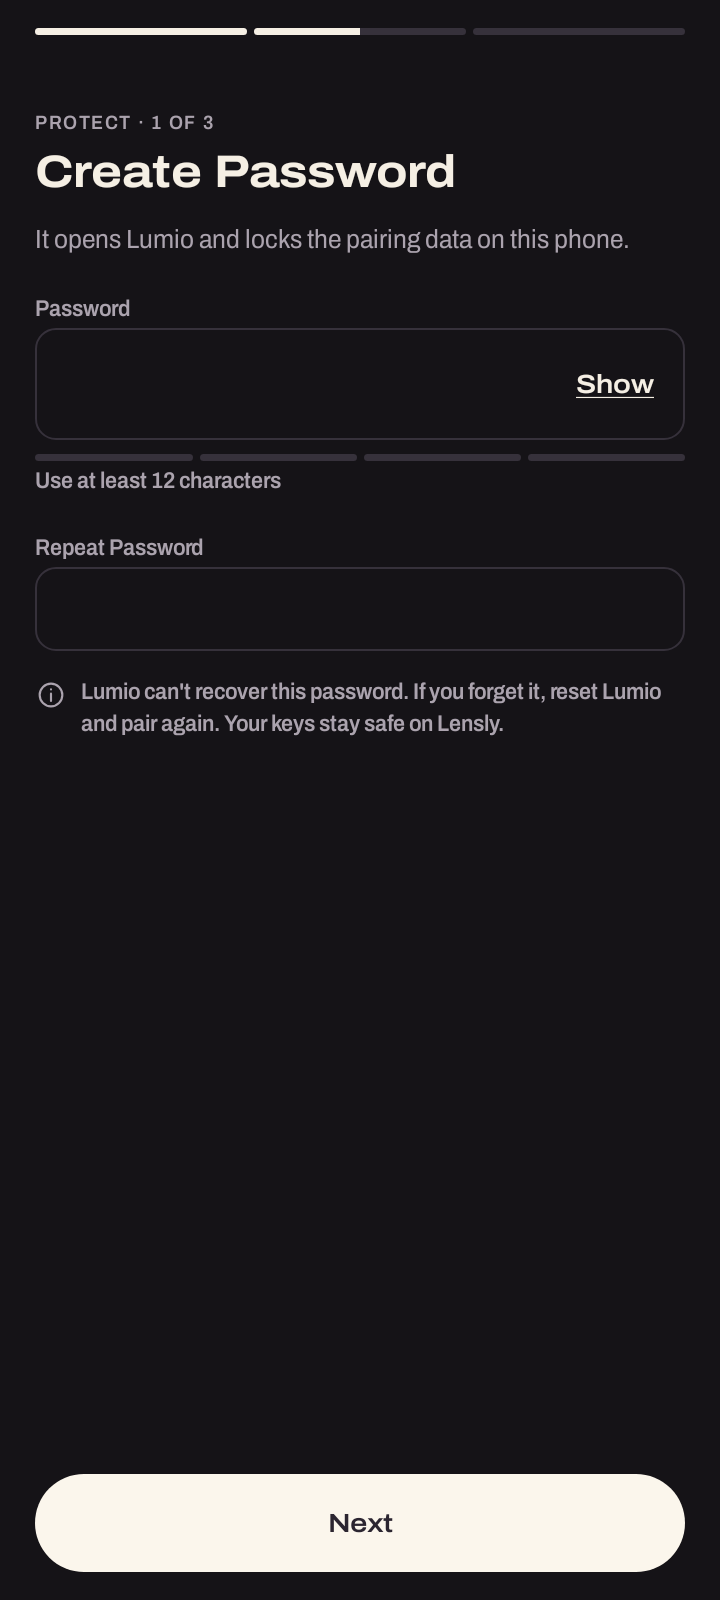 PROTECT · 1 OF 3
Create Password
It opens Lumio and locks the pairing data on this phone.
Password
Show
Use at least 12 characters
Repeat Password
Lumio can't recover this password. If you forget it, reset Lumio
and pair again. Your keys stay safe on Lensly.
Next